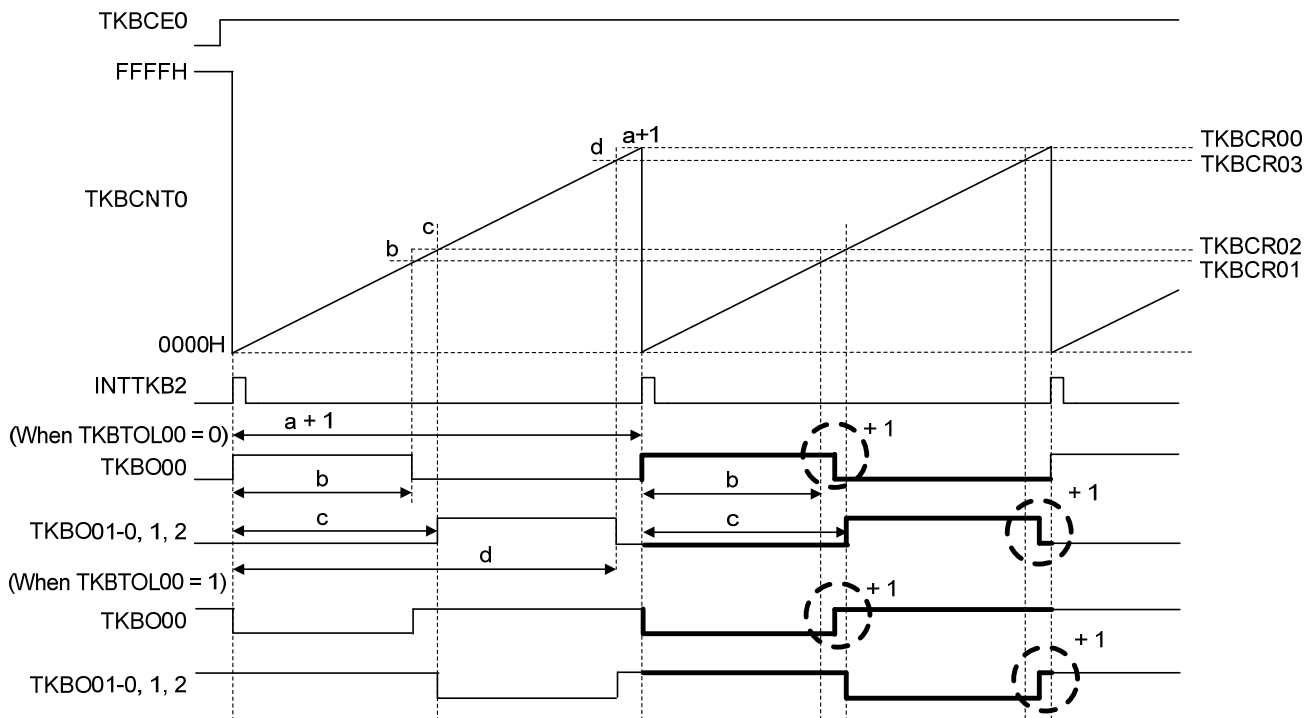 TKBCE0
FFFFH
a+1
d
TKBCR00
TKBCR03
TKBCNT0
c
b
TKBCR02
TKBCR01
0000H
INTTKB2
a + 1
(When TKBTOL00 = 0)
+ 1
TKBO00
b
b
+ 1
c
c
TKBO01-0, 1, 2
d
(When TKBTOL00 = 1)
+ 1
TKBO00
+ 1
TKBO01-0, 1, 2